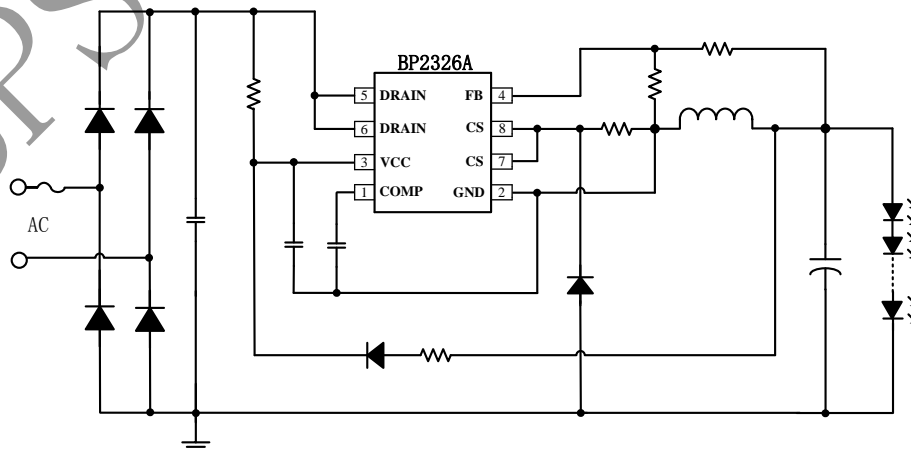 BP2326A
5 DRAIN FB 4
6 DRAIN CS 8
3 VCC CS 7
1 COMP GND 2
AC